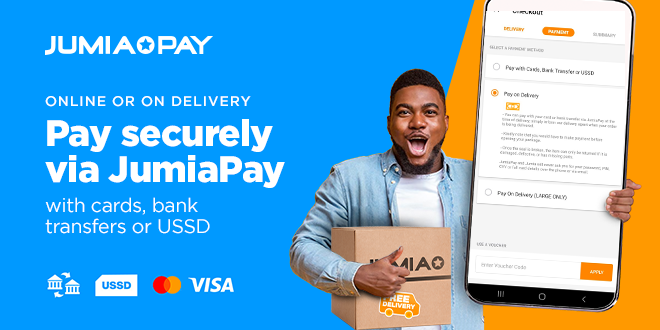 JUMIA PAY
ONLINE OR ON DELIVERY
Pay securely
via JumiaPay
with cards, bank
transfers or USSD
USSD
VISA
JUMIA
FREE
DELIVERY
Checkout
DELIVERY
PAYMENT
SUMMARY
SELECT A PAYMENT METHOD
Pay with Cards, Bank Transfer or USSD
Pay on Delivery
Pay On Delivery (LARGE ONLY)
USE A VOUCHER
Enter Voucher Code
APPLY